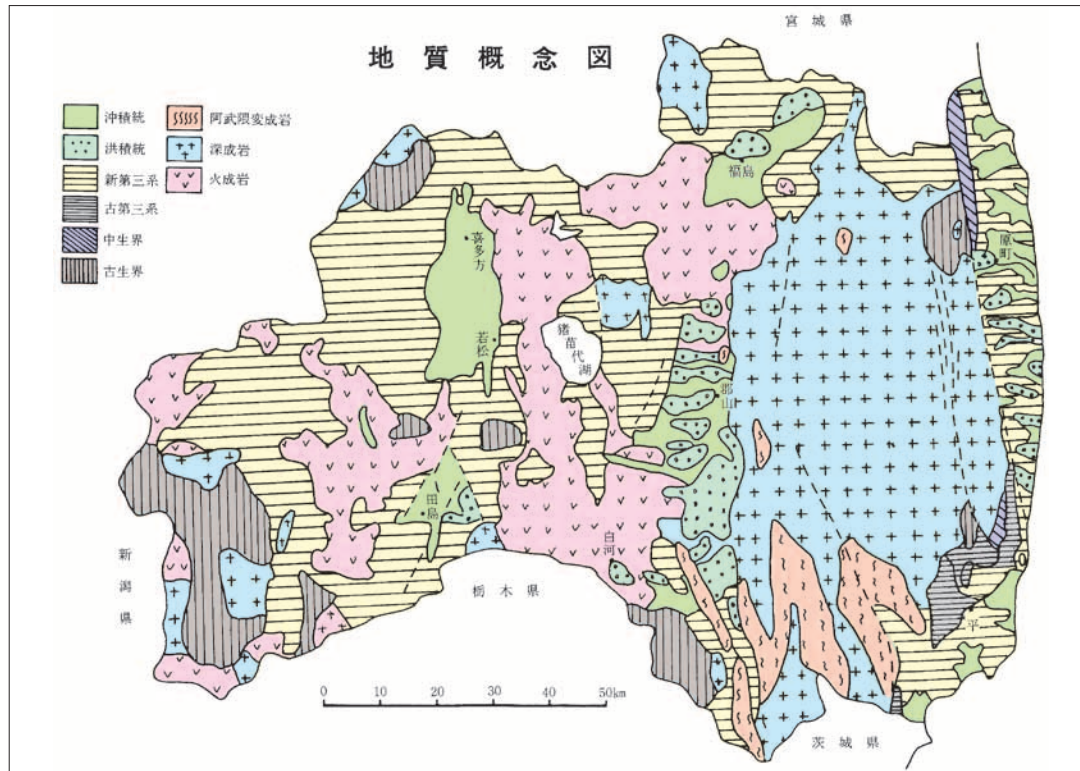 宮城県
地質概念図
沖積統
洪積統
新第三系
古第三系
中生界
古生界
阿武隈変成岩
深成岩
火成岩
福島
原町
喜多方
若松
猪苗代湖
郡山
田島
白河
平
新潟県
栃木県
茨城県
0 10 20 30 40 50km